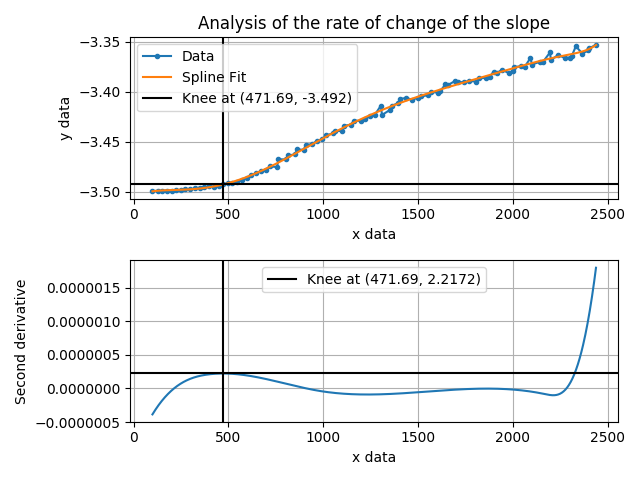 Analysis of the rate of change of the slope
−3.35
−3.40
−3.45
−3.50
y data
Data
Spline Fit
Knee at (471.69, -3.492)
0
500
1000
1500
2000
2500
x data
Knee at (471.69, 2.2172)
0.0000015
0.0000010
0.0000005
0.0000000
−0.0000005
Second derivative
0
500
1000
1500
2000
2500
x data